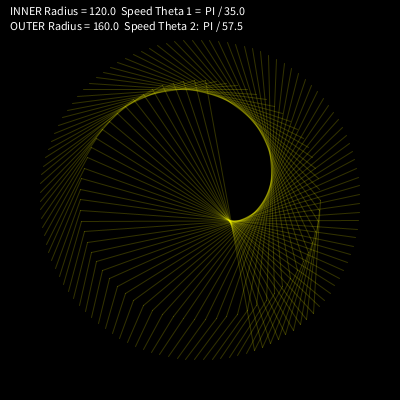 INNER Radius = 120.0  Speed Theta 1 =  PI / 35.0
OUTER Radius = 160.0  Speed Theta 2:  PI / 57.5